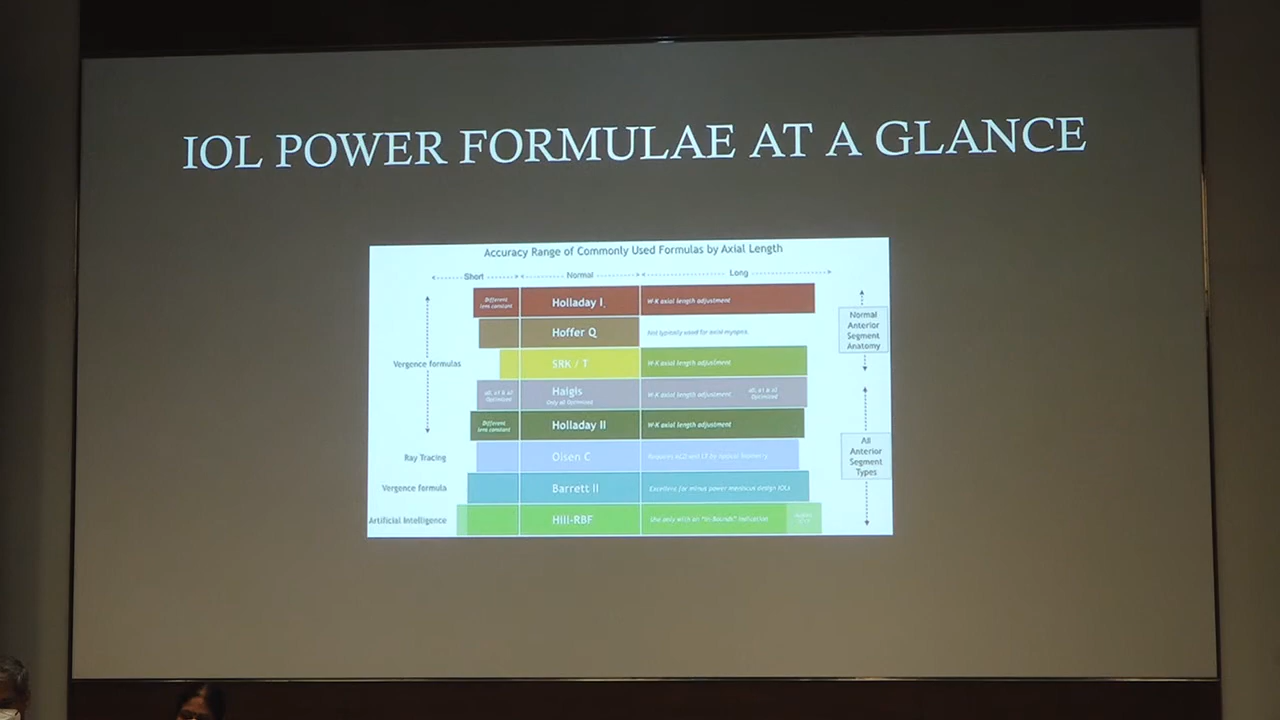 IOL POWER FORMULAE AT A GLANCE
Accuracy Range of Commonly Used Formulas by Axial Length
Short Normal Long
Different lens constant
Holladay I
W-K axial length adjustment
Hoffer Q
Not typically used for axial myopia.
SRK / T
W-K axial length adjustment
a0, a1 & a2 Optimized
Haigis
Only a0 Optimized
W-K axial length adjustment
a0, a1 & a2 Optimized
Different lens constant
Holladay II
W-K axial length adjustment
Olsen C
Requires ACD and LT by optical biometry
Barrett II
Excellent for minus power meniscus design IOLs
Hill-RBF
Use only with an "In Bounds" indication
Vergence formulas
Ray Tracing
Vergence formula
Artificial Intelligence
Normal
Anterior
Segment
Anatomy
All
Anterior
Segment
Types